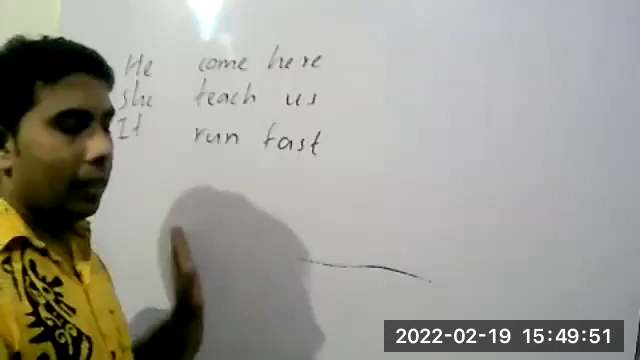 He come here
she teach us
It run fast
2022-02-19 15:49:51